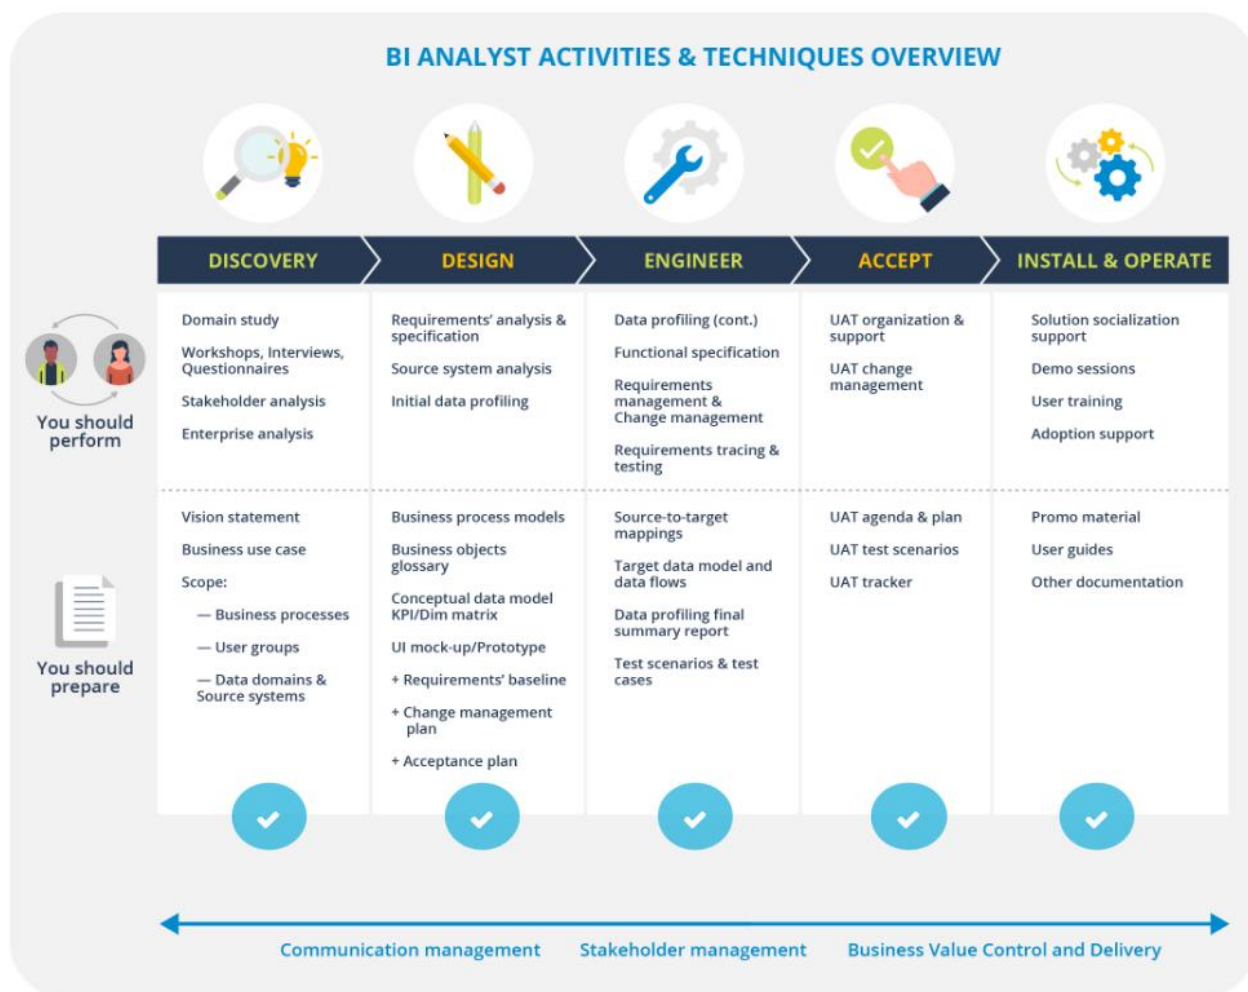 BI ANALYST ACTIVITIES & TECHNIQUES OVERVIEW
DISCOVERY
DESIGN
ENGINEER
ACCEPT
INSTALL & OPERATE
You should
perform
Domain study
Workshops, Interviews,
Questionnaires
Stakeholder analysis
Enterprise analysis
Requirements' analysis &
specification
Source system analysis
Initial data profiling
Data profiling (cont.)
Functional specification
Requirements
management &
Change management
Requirements tracing &
testing
UAT organization &
support
UAT change
management
Solution socialization
support
Demo sessions
User training
Adoption support
You should
prepare
Vision statement
Business use case
Scope:
— Business processes
— User groups
— Data domains &
Source systems
Business process models
Business objects
glossary
Conceptual data model
KPI/Dim matrix
UI mock-up/Prototype
+ Requirements' baseline
+ Change management
plan
+ Acceptance plan
Source-to-target
mappings
Target data model and
data flows
Data profiling final
summary report
Test scenarios & test
cases
UAT agenda & plan
UAT test scenarios
UAT tracker
Promo material
User guides
Other documentation
Communication management
Stakeholder management
Business Value Control and Delivery